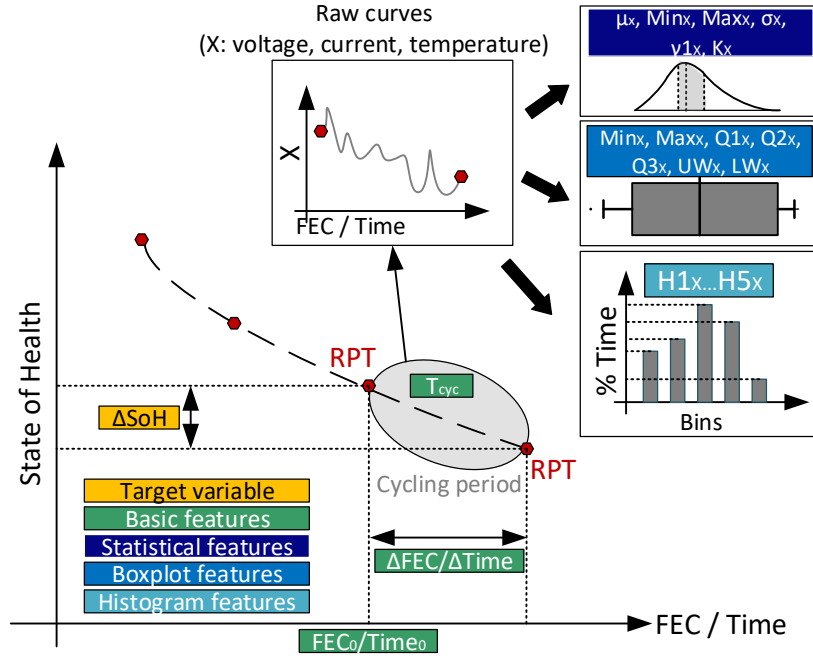 Raw curves
(X: voltage, current, temperature)
X
FEC / Time
μx, Minx, Maxx, σx,
γ1x, Kx
Minx, Maxx, Q1x, Q2x,
Q3x, UWx, LWx
H1x...H5x
% Time
Bins
State of Health
RPT
Tcyc
ΔSoH
RPT
Cycling period
Target variable
Basic features
Statistical features
Boxplot features
Histogram features
ΔFEC/ΔTime
FEC / Time
FEC₀/Time₀